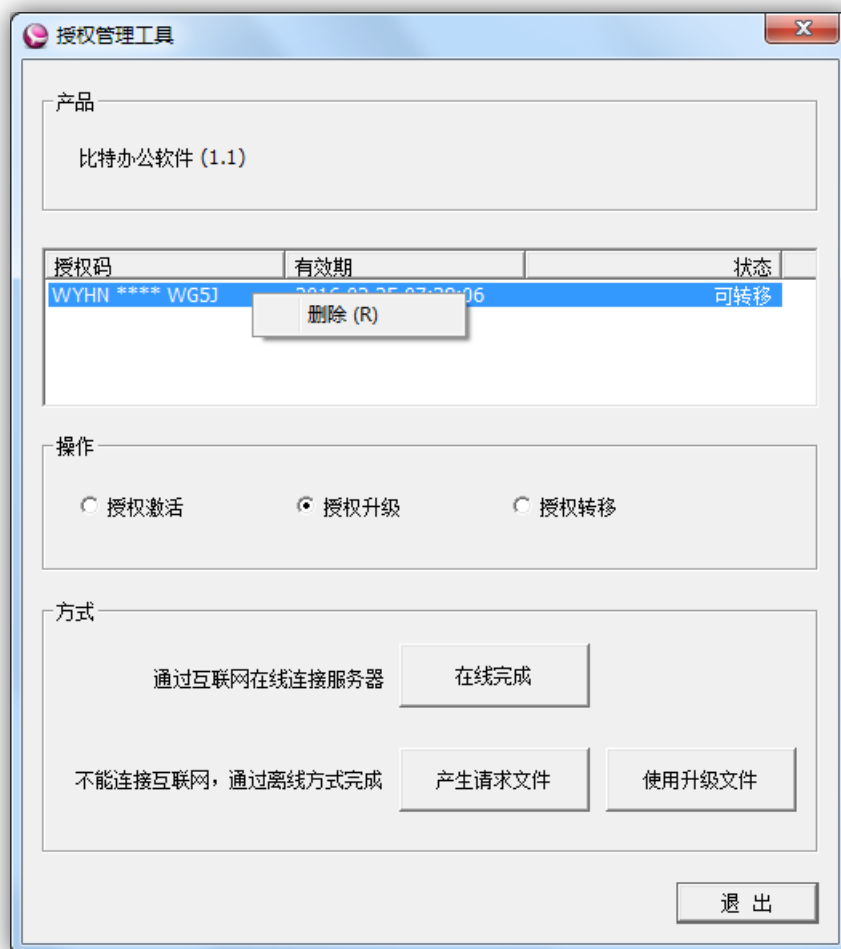 授权管理工具
产品
比特办公软件 (1.1)
授权码 有效期 状态
WYHN **** WG5J 07:28:06 可转移
删除 (R)
操作
授权激活 授权升级 授权转移
方式
通过互联网在线连接服务器 在线完成
不能连接互联网，通过离线方式完成 产生请求文件 使用升级文件
退 出